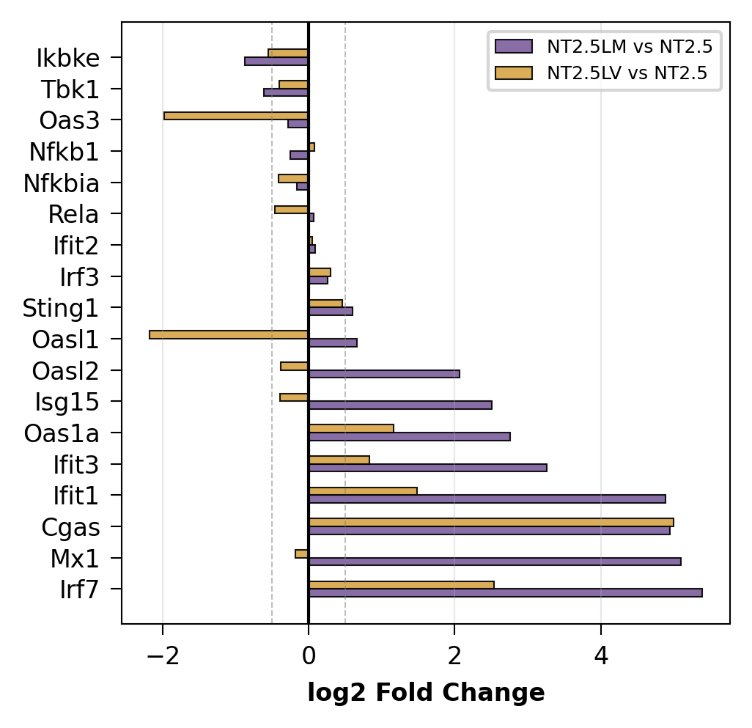 NT2.5LM vs NT2.5
NT2.5LV vs NT2.5
Ikbke
Tbk1
Oas3
Nfkb1
Nfkbia
Rela
Ifit2
Irf3
Sting1
Oasl1
Oasl2
Isg15
Oas1a
Ifit3
Ifit1
Cgas
Mx1
Irf7
−2 0 2 4
log2 Fold Change